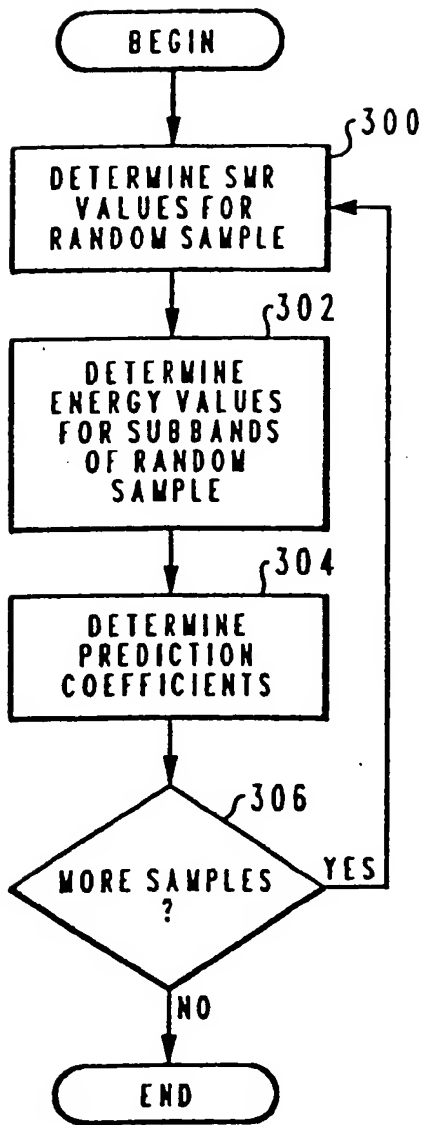 BEGIN
300
DETERMINE SMR
VALUES FOR
RANDOM SAMPLE
302
DETERMINE
ENERGY VALUES
FOR SUBBANDS
OF RANDOM
SAMPLE
304
DETERMINE
PREDICTION
COEFFICIENTS
306
MORE SAMPLES
?
YES
NO
END